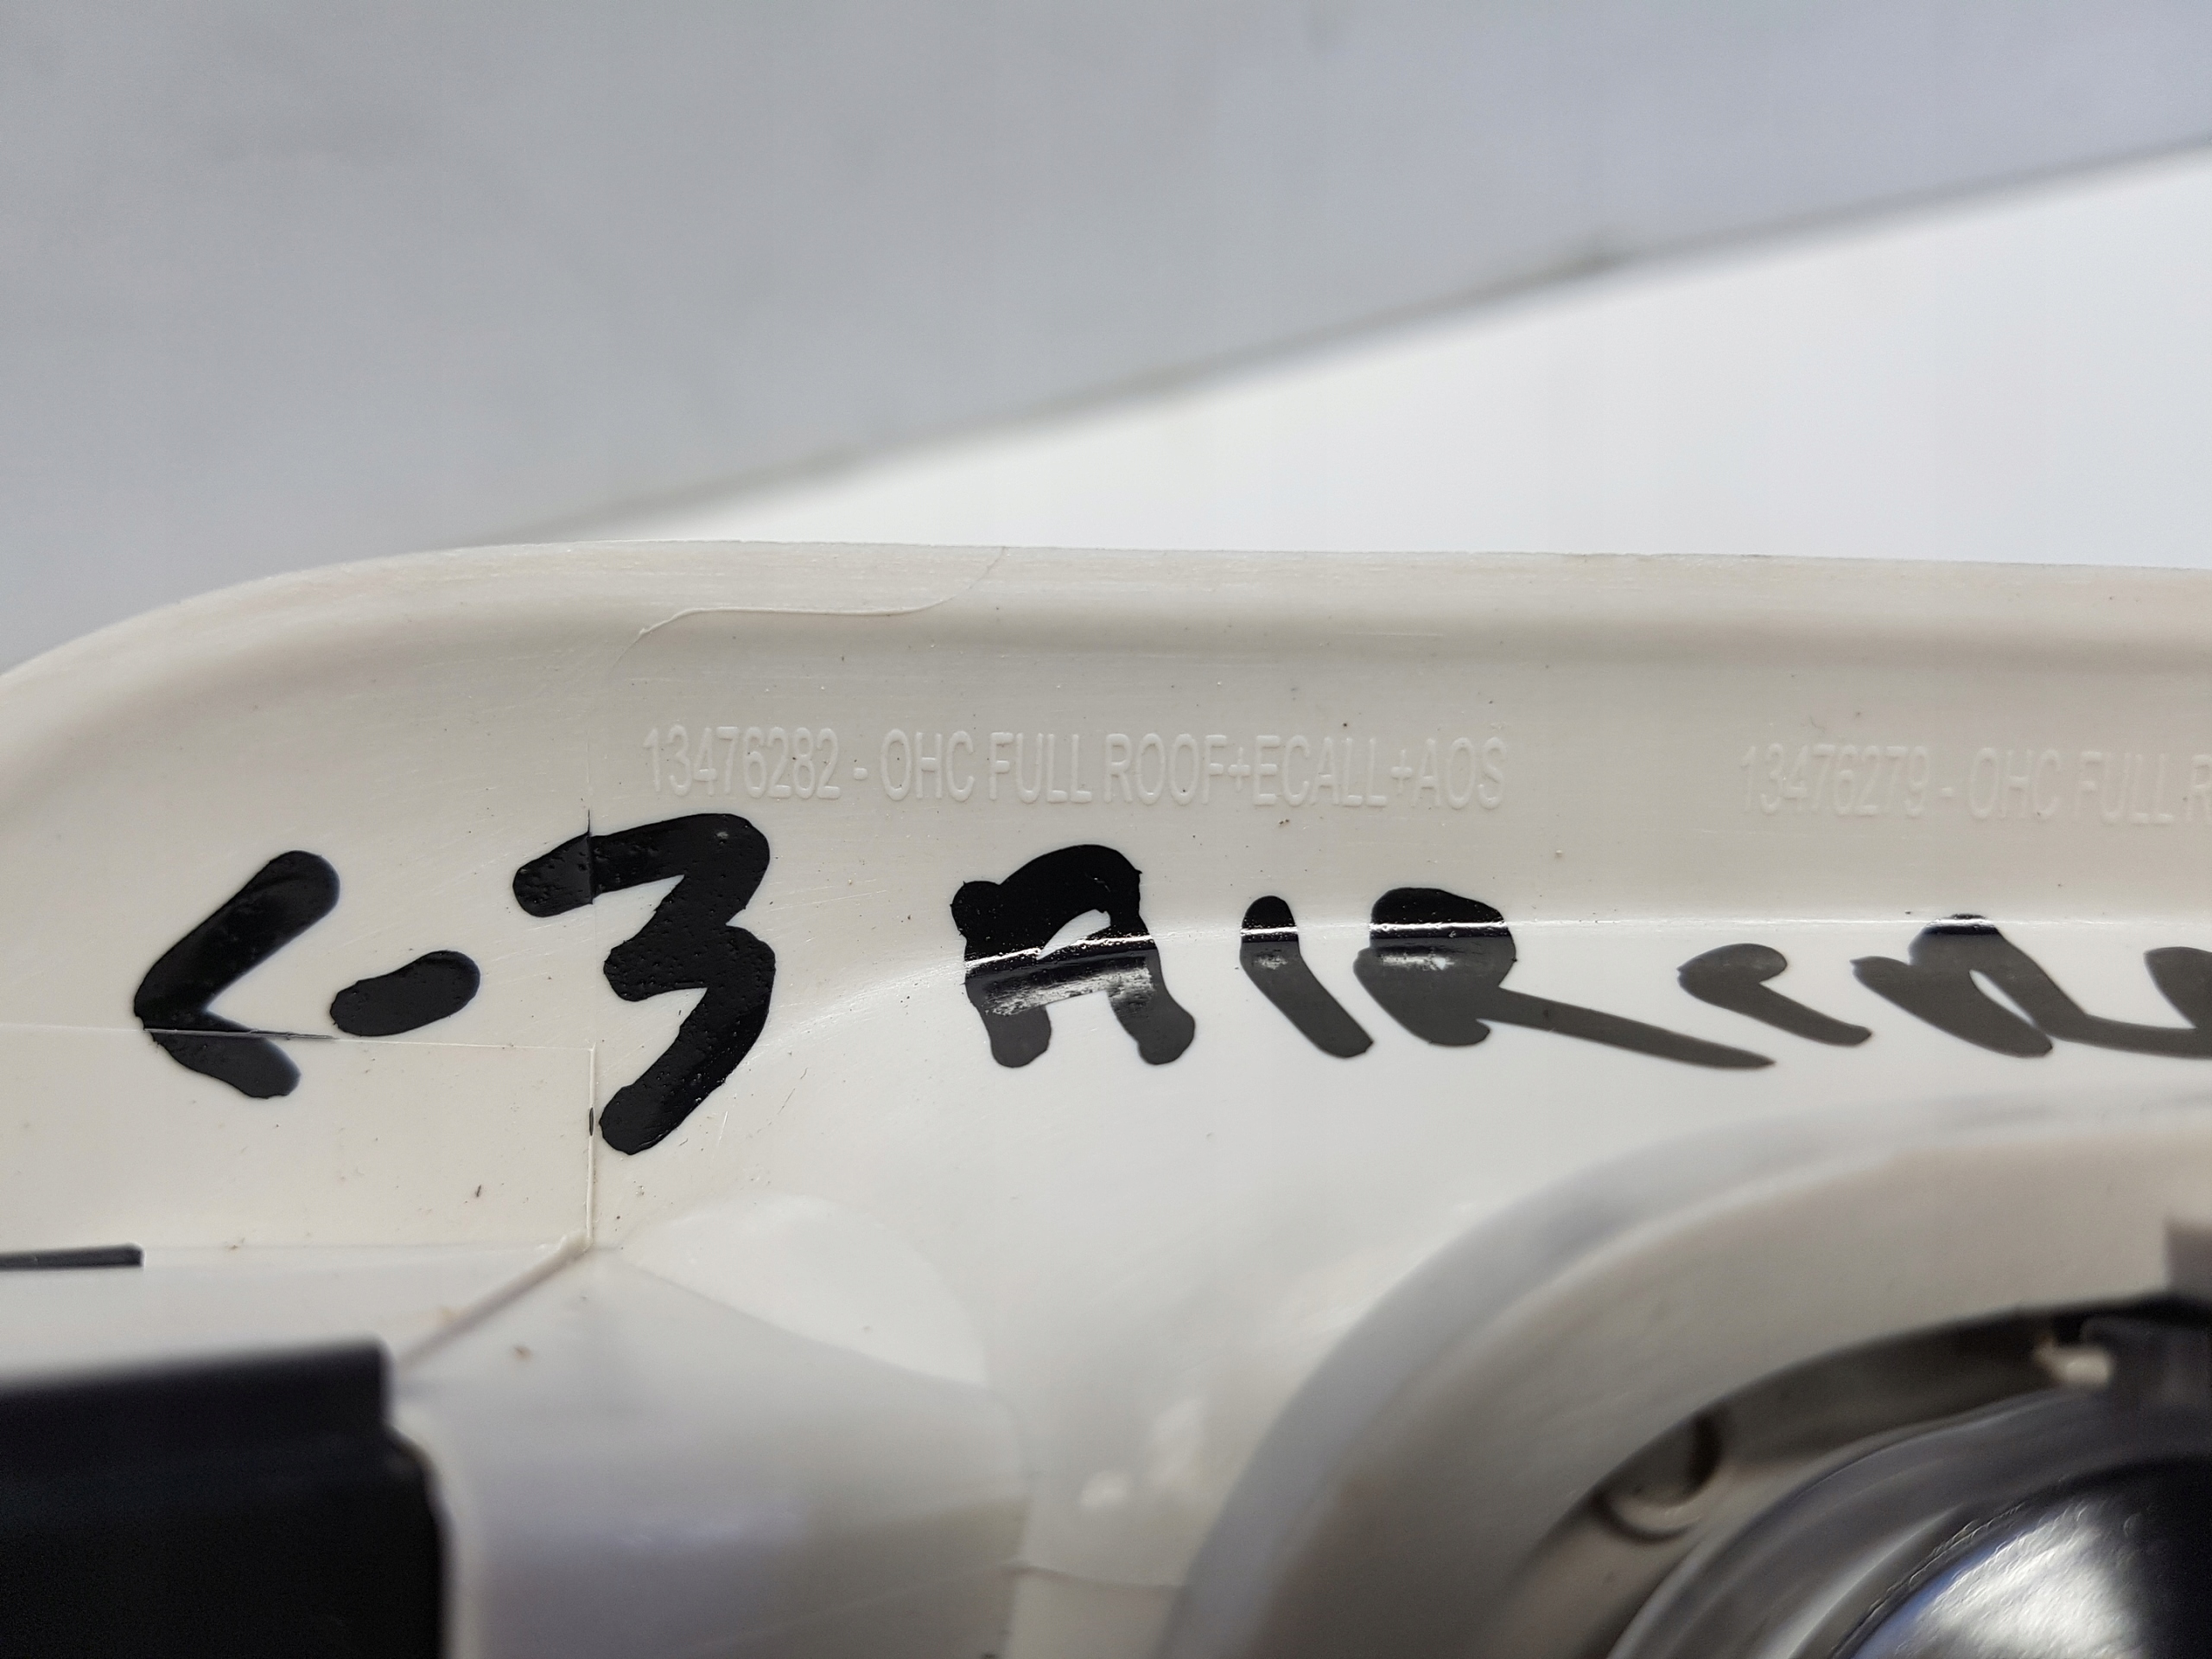 13476282 - OHC FULL ROOF+ECALL+AOS
13476279 - OHC FULL R
<-3 AIR